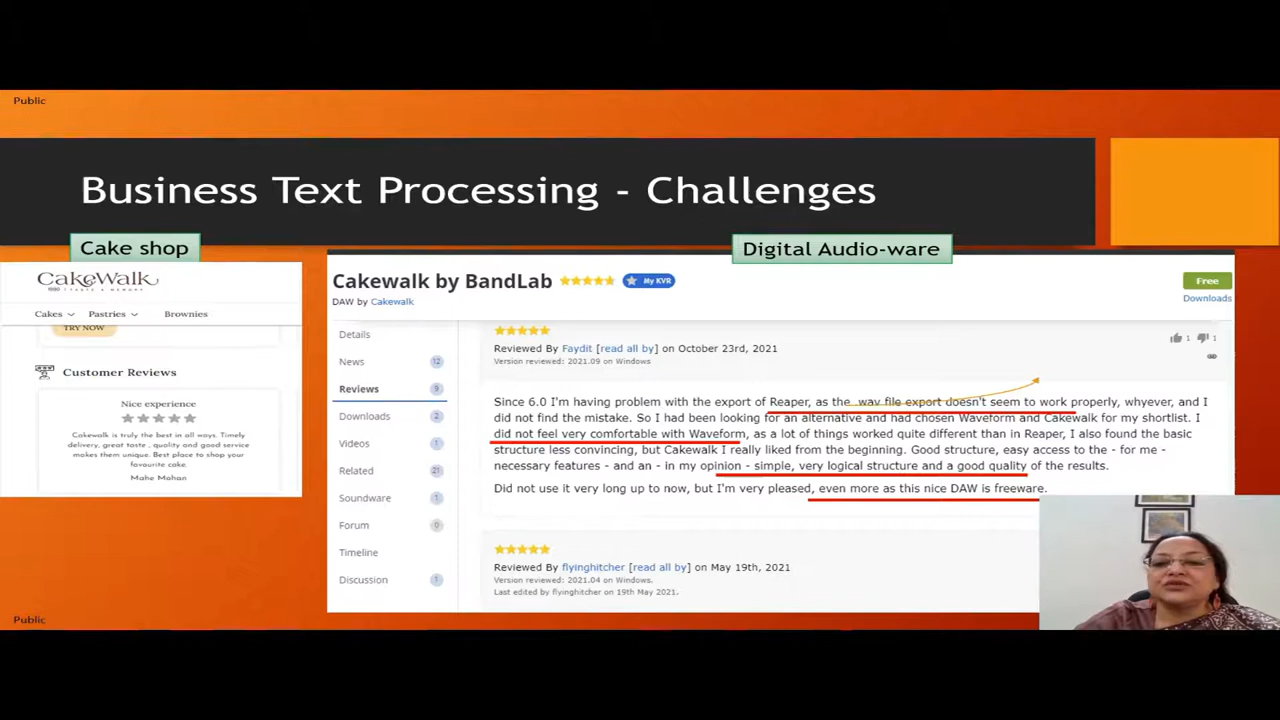 Public
Business Text Processing - Challenges
Cake shop
Digital Audio-ware
CakeWalk
Cakes
Pastries
Brownies
TRY NOW
Customer Reviews
Nice experience
Cakewalk is truly the best in all ways. Timely
delivery, great taste , quality and good service
makes them unique. Best place to shop your
favourite cake.
Mahe Mohan
Cakewalk by BandLab
My KVR
Free
DAW by Cakewalk
Downloads
Details
News 12
Reviews 9
Downloads 2
Videos 1
Related 21
Soundware 1
Forum 0
Timeline
Discussion 1
Reviewed By Faydit [read all by] on October 23rd, 2021
1 1
Version reviewed: 2021.09 on Windows
Since 6.0 I'm having problem with the export of Reaper, as the .wav file export doesn't seem to work properly, whyever, and I
did not find the mistake. So I had been looking for an alternative and had chosen Waveform and Cakewalk for my shortlist. I
did not feel very comfortable with Waveform, as a lot of things worked quite different than in Reaper, I also found the basic
structure less convincing, but Cakewalk I really liked from the beginning. Good structure, easy access to the - for me -
necessary features - and an - in my opinion - simple, very logical structure and a good quality of the results.
Did not use it very long up to now, but I'm very pleased, even more as this nice DAW is freeware.
Reviewed By flyinghitcher [read all by] on May 19th, 2021
Version reviewed: 2021.04 on Windows.
Last edited by flyinghitcher on 19th May 2021.
Public